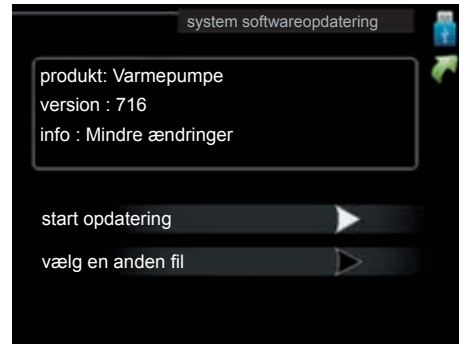 system softwareopdatering
produkt: Varmepumpe
version : 716
info : Mindre ændringer
start opdatering
vælg en anden fil